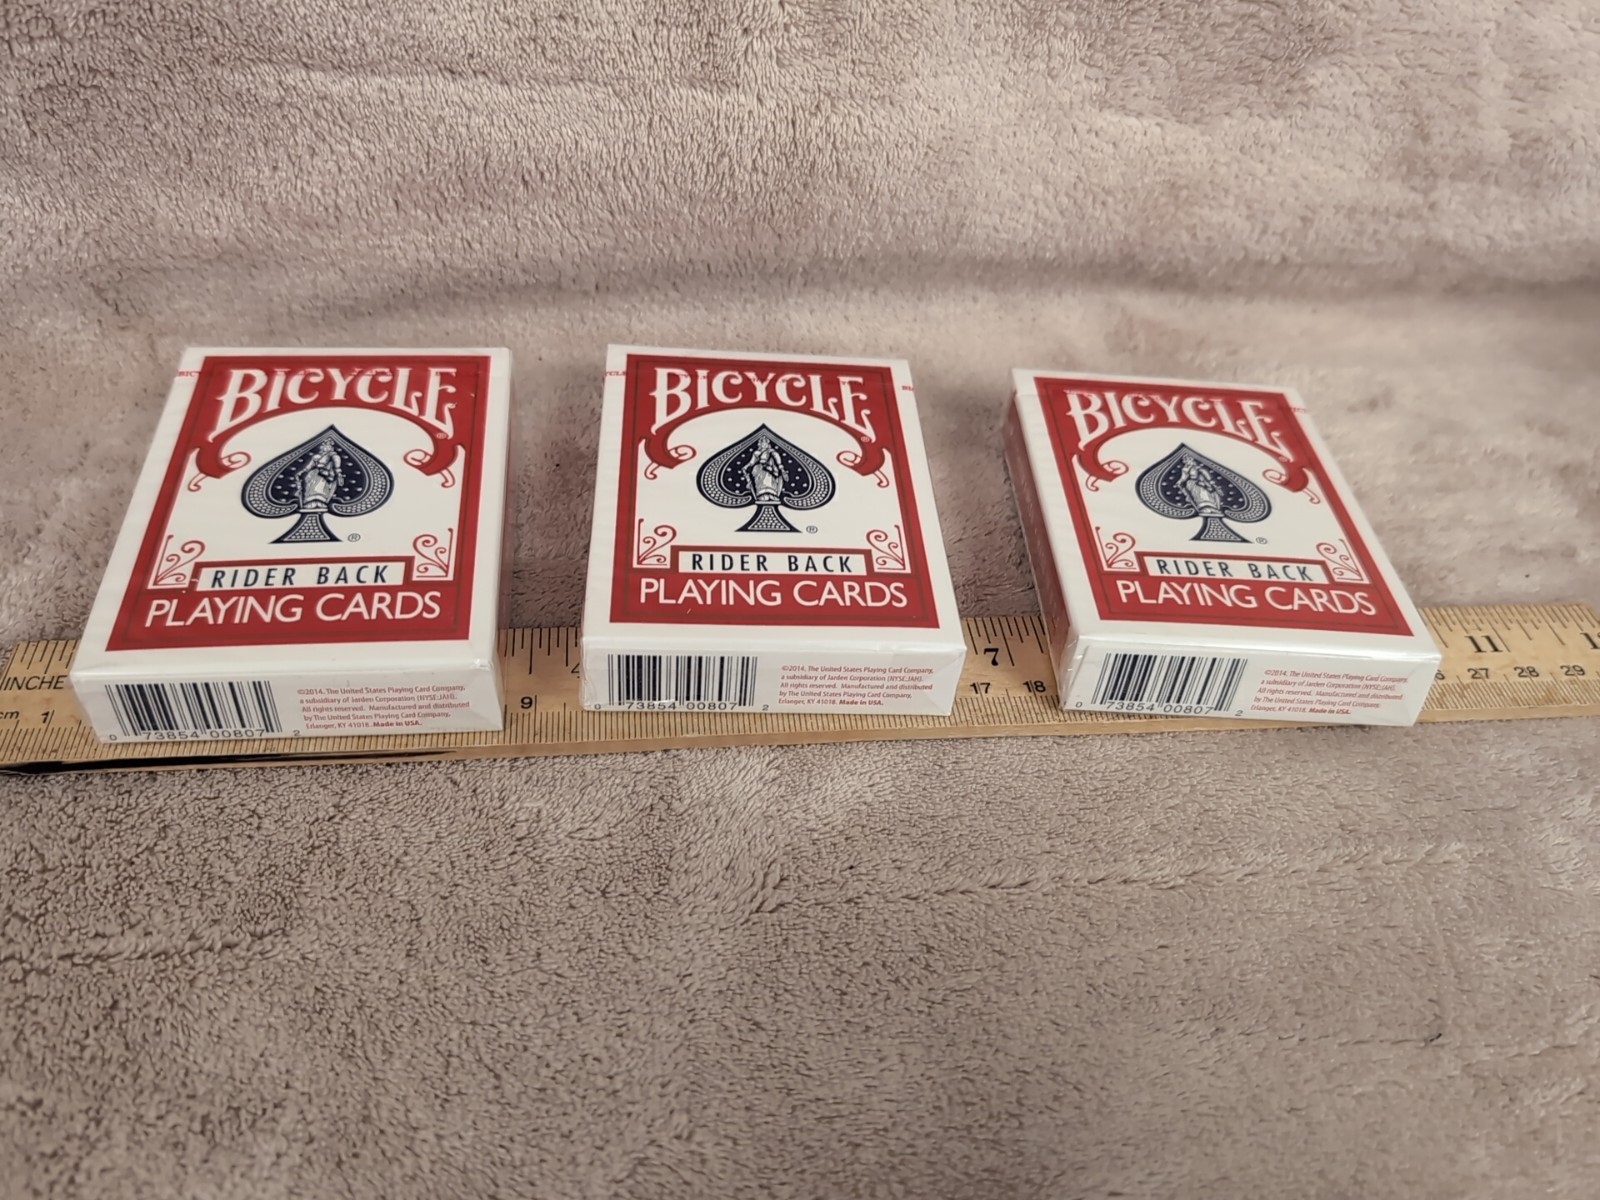 BICYCLE
®
®
RIDER BACK
PLAYING CARDS
0 73854 00807 2
©2014. The United States Playing Card Company,
a subsidiary of Jarden Corporation (NYSE:JAH).
All rights reserved. Manufactured and distributed
by The United States Playing Card Company,
Erlanger, KY 41018. Made in USA.
BICYCLE
®
®
RIDER BACK
PLAYING CARDS
0 73854 00807 2
©2014. The United States Playing Card Company,
a subsidiary of Jarden Corporation (NYSE:JAH).
All rights reserved. Manufactured and distributed
by The United States Playing Card Company,
Erlanger, KY 41018. Made in USA.
BICYCLE
®
®
RIDER BACK
PLAYING CARDS
0 73854 00807 2
©2014. The United States Playing Card Company,
a subsidiary of Jarden Corporation (NYSE:JAH).
All rights reserved. Manufactured and distributed
by The United States Playing Card Company,
Erlanger, KY 41018. Made in USA.
INCHE 7 11
cm 1 9 17 18 27 28 29